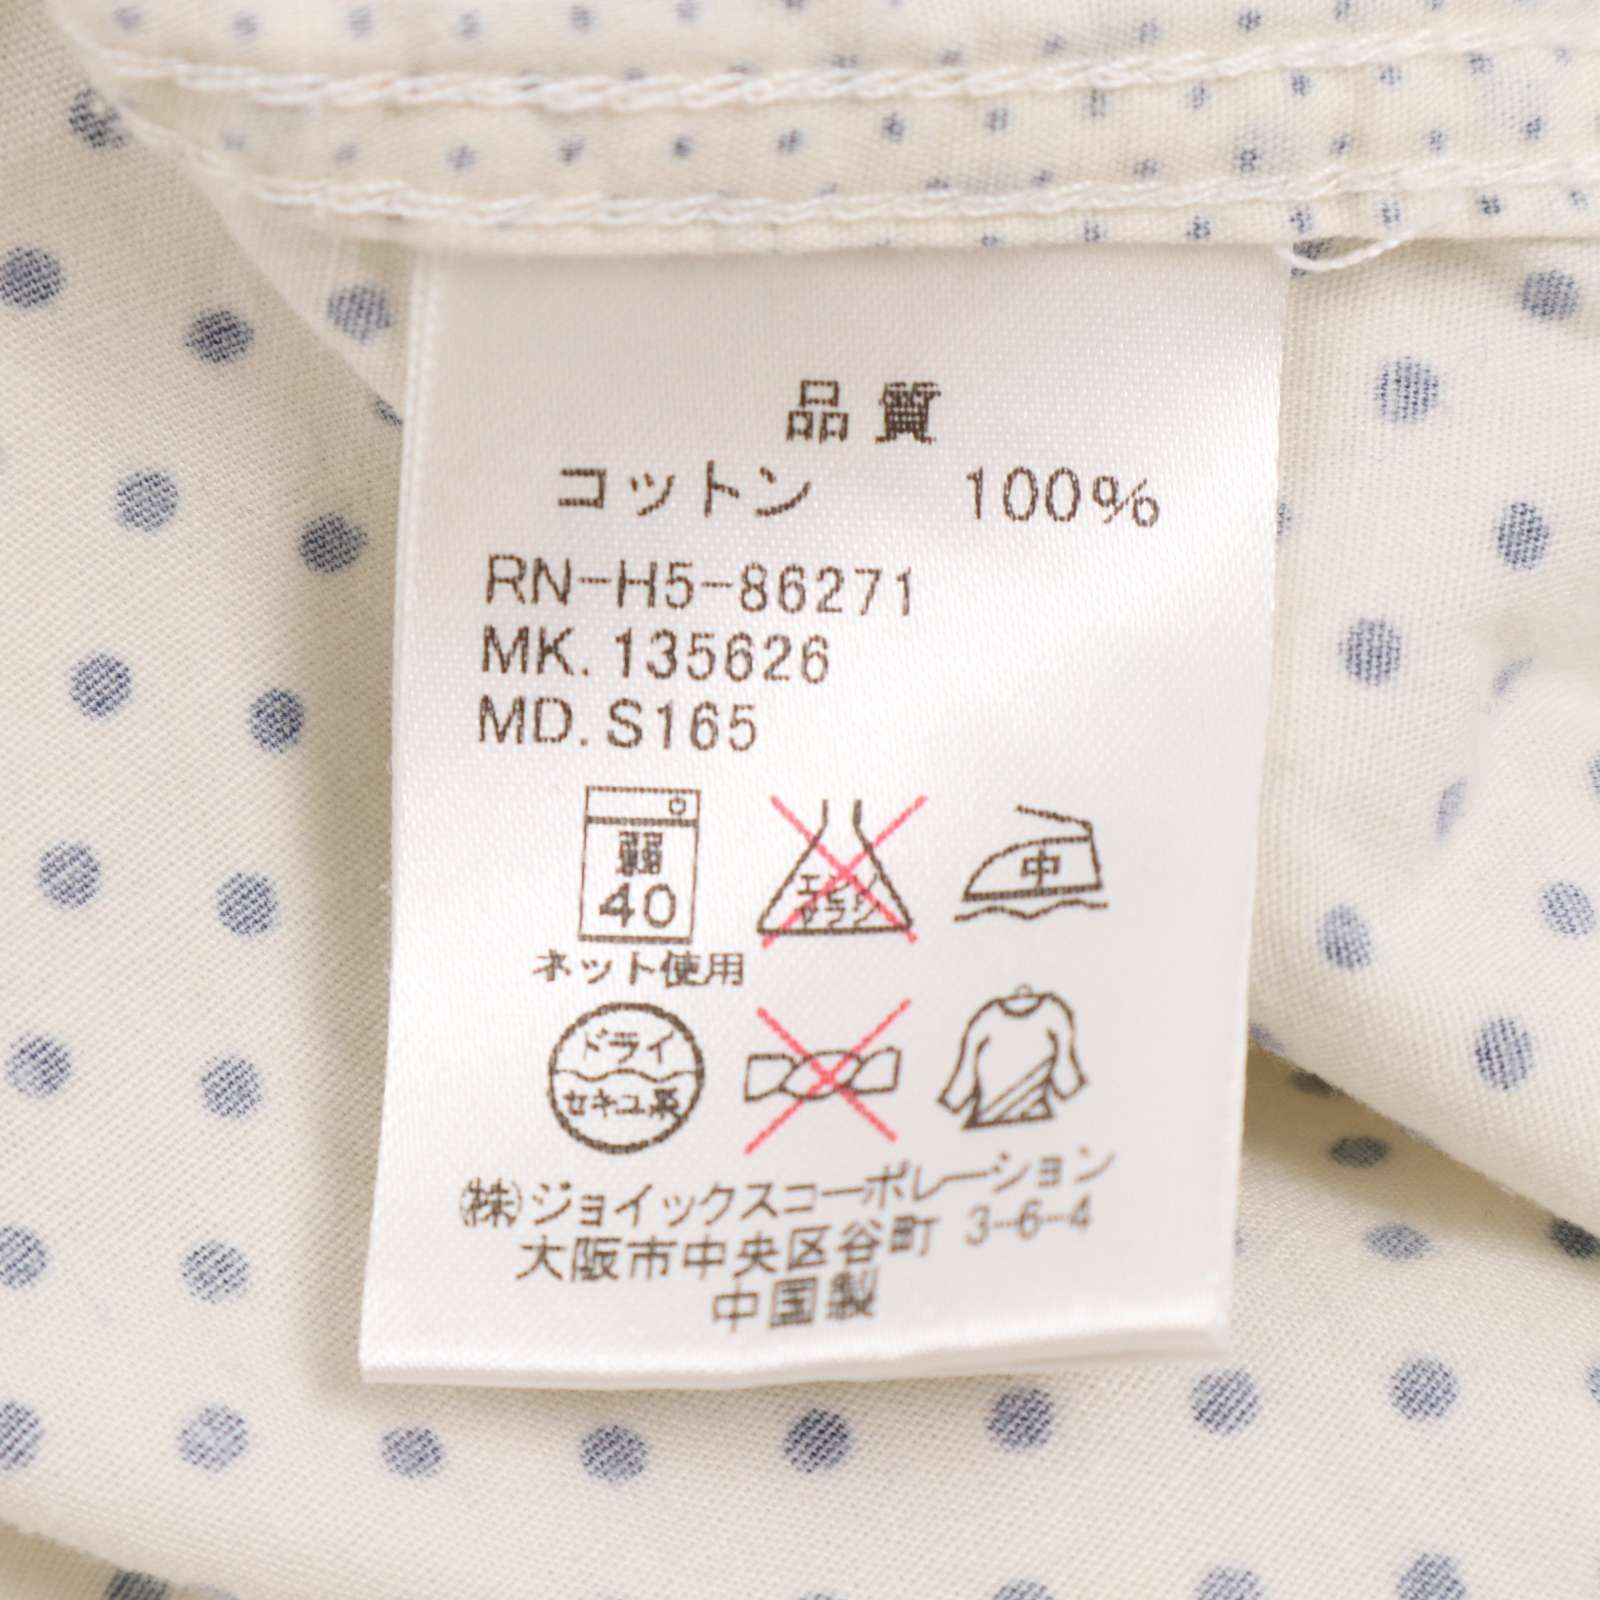 品質
コットン 100%
RN-H5-86271
MK.135626
MD.S165
弱
40
エンソ
サラシ
中
ネット使用
ドライ
セキユ系
(株)ジョイックスコーポレーション
大阪市中央区谷町 3-6-4
中国製